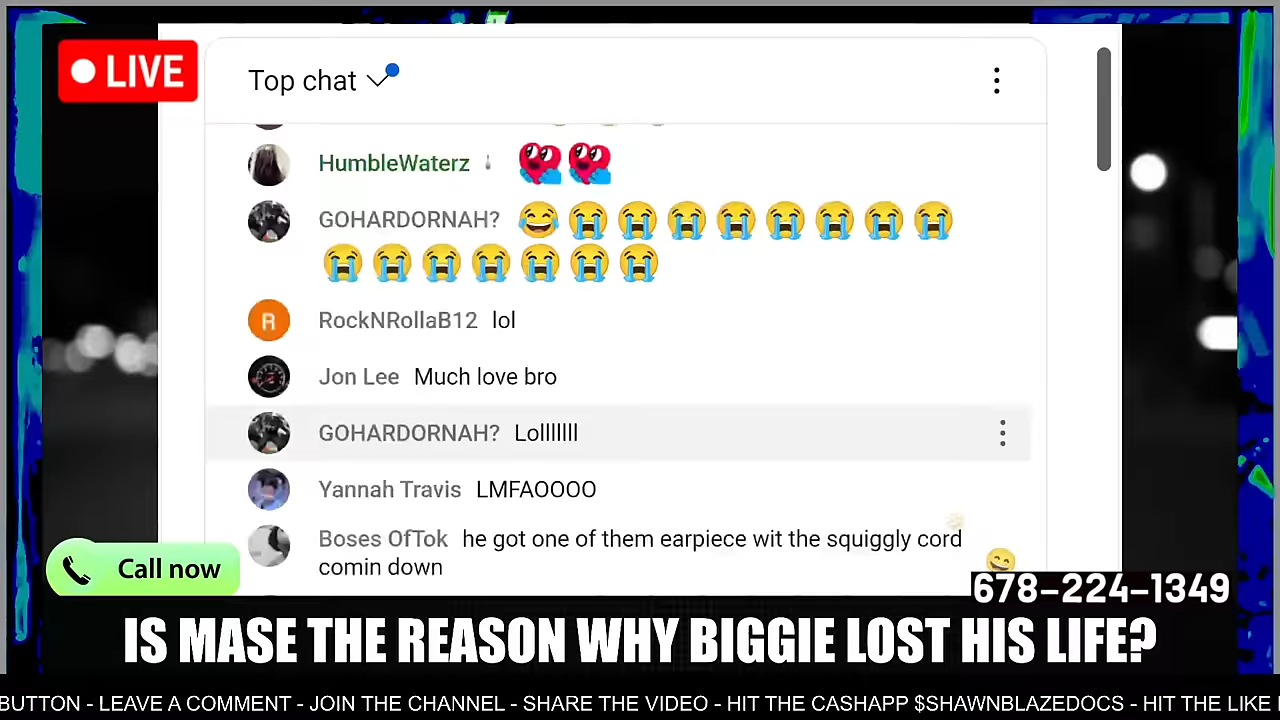 LIVE
Top chat
HumbleWaterz
GOHARDORNAH?
R
RockNRollaB12 lol
Jon Lee Much love bro
GOHARDORNAH? Lolllllll
Yannah Travis LMFAOOOO
Boses OfTok he got one of them earpiece wit the squiggly cord
comin down
Call now
678-224-1349
IS MASE THE REASON WHY BIGGIE LOST HIS LIFE?
BUTTON - LEAVE A COMMENT - JOIN THE CHANNEL - SHARE THE VIDEO - HIT THE CASHAPP $SHAWNBLAZEDOCS - HIT THE LIKE